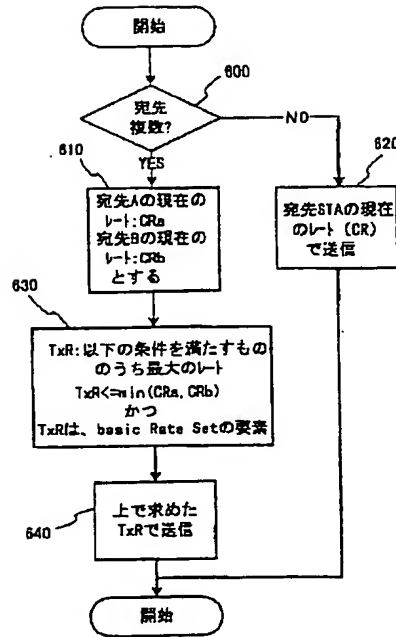 開始
600
宛先
複数?
NO
YES
610
宛先Aの現在の
レート:CRa
宛先Bの現在の
レート:CRb
とする
620
宛先STAの現在
のレート (CR)
で送信
630
TxR:以下の条件を満たすもの
のうち最大のレート
TxR<=min(CRa,CRb)
かつ
TxRは、basic Rate Setの要素
上で求めた
TxRで送信
640
開始